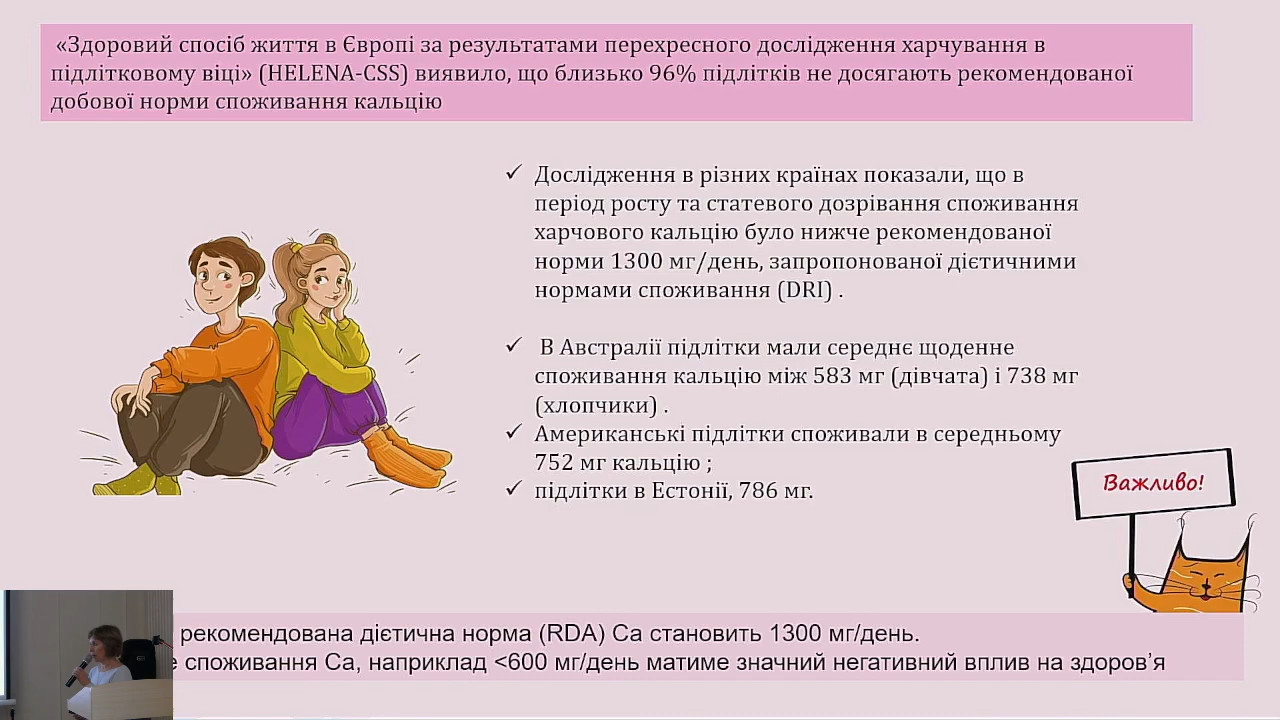 «Здоровий спосіб життя в Європі за результатами перехресного дослідження харчування в
підлітковому віці» (HELENA-CSS) виявило, що близько 96% підлітків не досягають рекомендованої
добової норми споживання кальцію
✓ Дослідження в різних країнах показали, що в
період росту та статевого дозрівання споживання
харчового кальцію було нижче рекомендованої
норми 1300 мг/день, запропонованої дієтичними
нормами споживання (DRI) .
✓ В Австралії підлітки мали середнє щоденне
споживання кальцію між 583 мг (дівчата) і 738 мг
(хлопчики) .
✓ Американські підлітки споживали в середньому
752 мг кальцію ;
✓ підлітки в Естонії, 786 мг.
Важливо!
рекомендована дієтична норма (RDA) Ca становить 1300 мг/день.
споживання Ca, наприклад <600 мг/день матиме значний негативний вплив на здоров’я